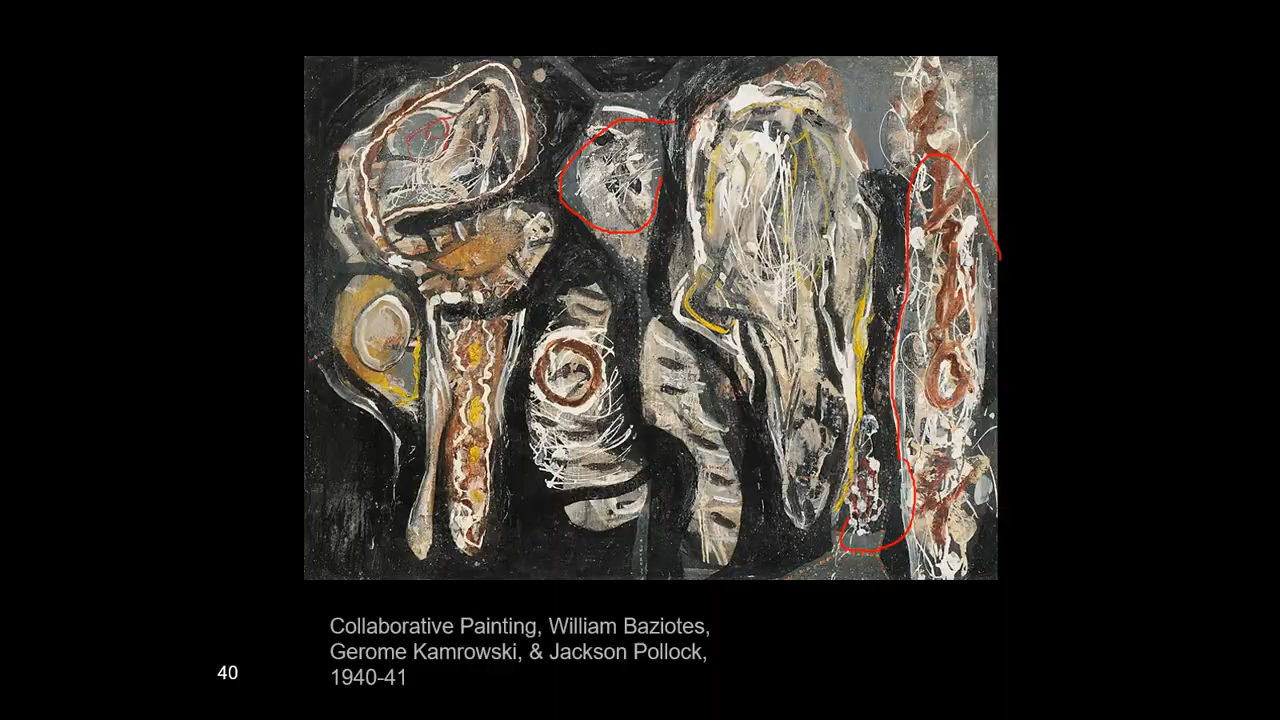 Collaborative Painting, William Baziotes,
Gerome Kamrowski, & Jackson Pollock,
1940-41
40